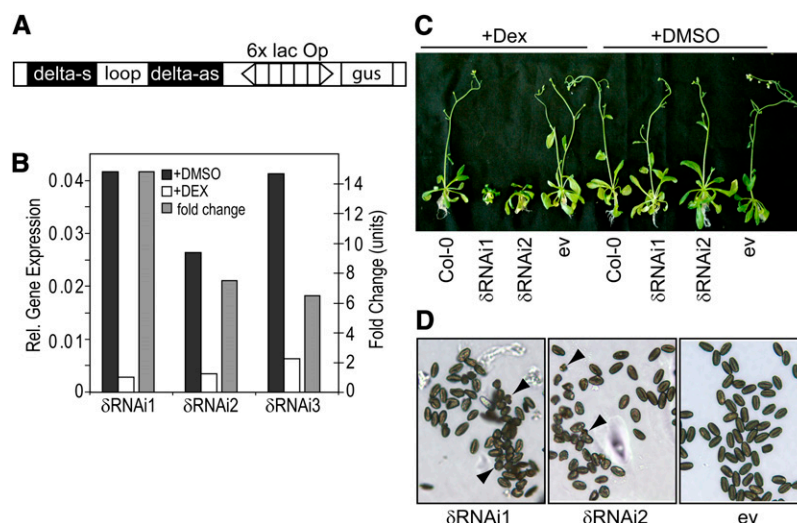 A
6x lac Op
delta-s loop delta-as gus
B
Rel. Gene Expression
0.04
0.03
0.02
0.01
0
+DMSO
+DEX
fold change
14
12
10
8
6
4
2
0
Fold Change (units)
δRNAi1 δRNAi2 δRNAi3
C
+Dex +DMSO
Col-0 δRNAi1 δRNAi2 ev Col-0 δRNAi1 δRNAi2 ev
D
δRNAi1 δRNAi2 ev